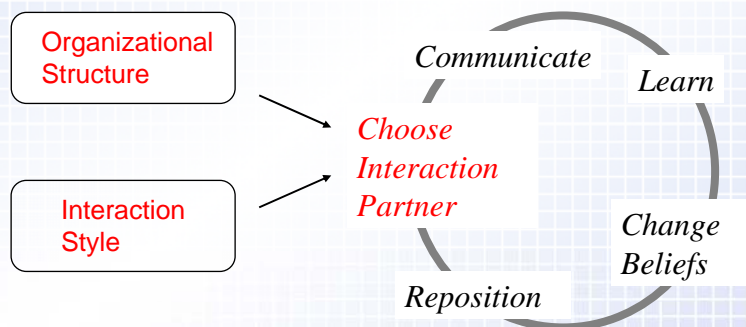 Organizational
Structure
Interaction
Style
Choose
Interaction
Partner
Communicate
Learn
Change
Beliefs
Reposition